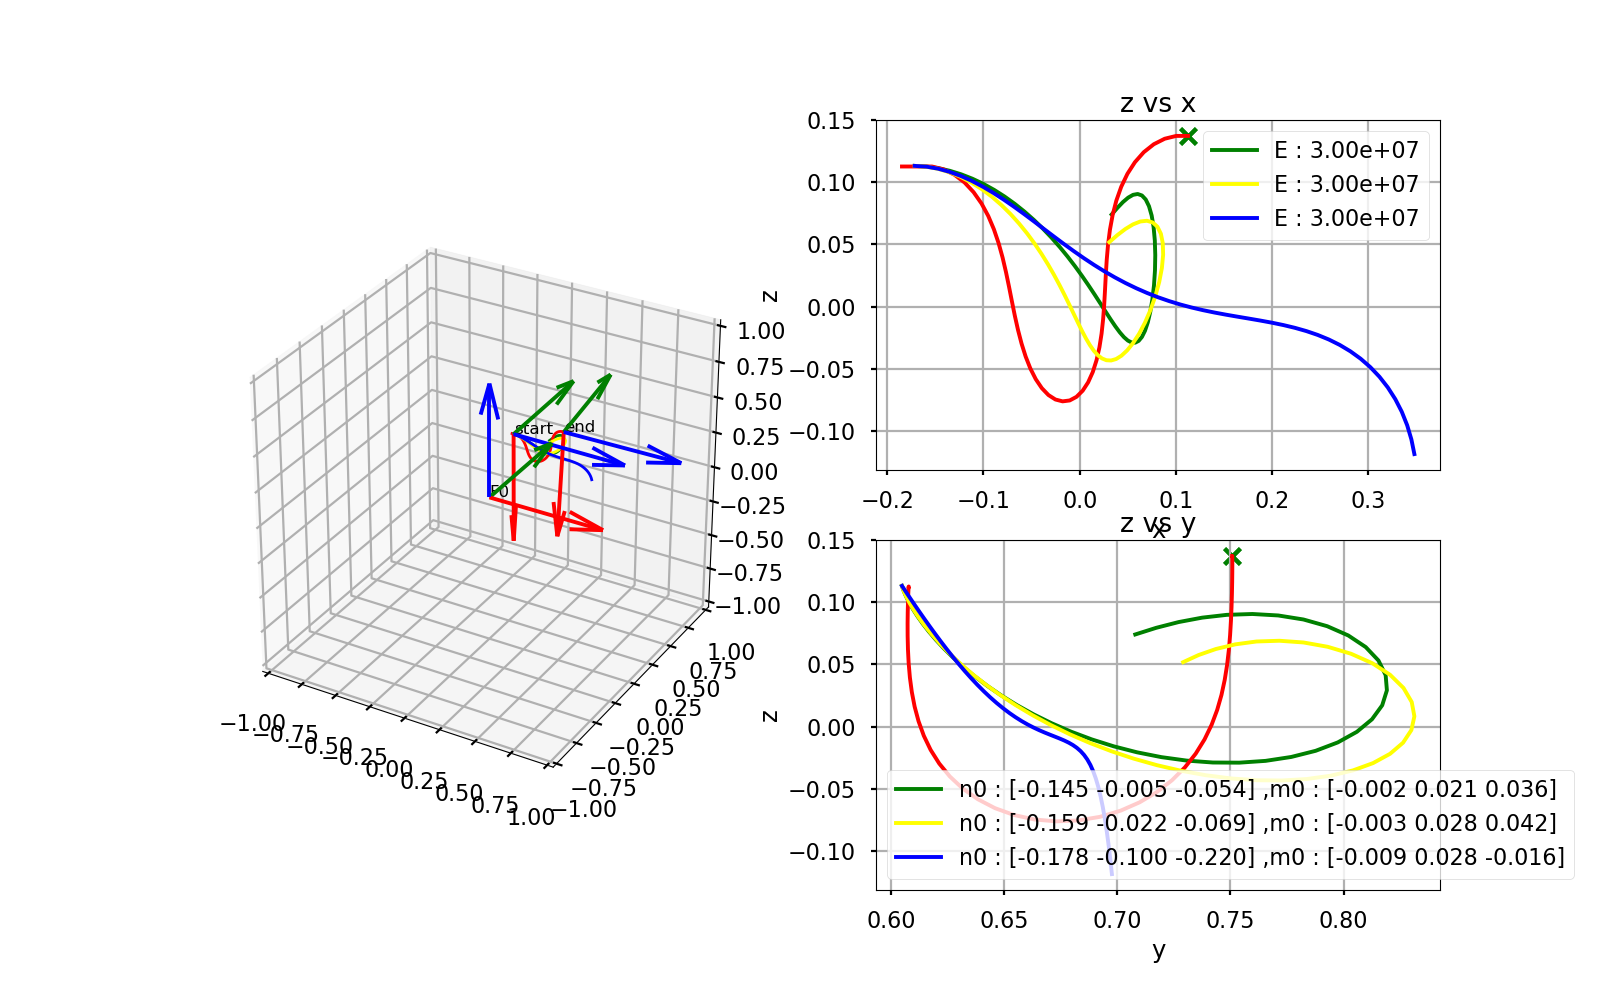 z
1.00
0.75
0.50
0.25
0.00
−0.25
−0.50
−0.75
−1.00
start
end
F0
1.00
0.75
0.50
0.25
0.00
−0.25
−0.50
−0.75
−1.00
z
−1.00
−0.75
−0.50
−0.25
0.00
0.25
0.50
0.75
1.00
z vs x
0.15
0.10
0.05
0.00
−0.05
−0.10
E : 3.00e+07
E : 3.00e+07
E : 3.00e+07
−0.2 −0.1 0.0 0.1 0.2 0.3
x
z vs y
0.15
0.10
0.05
0.00
−0.05
−0.10
n0 : [-0.145 -0.005 -0.054] ,m0 : [-0.002 0.021 0.036]
n0 : [-0.159 -0.022 -0.069] ,m0 : [-0.003 0.028 0.042]
n0 : [-0.178 -0.100 -0.220] ,m0 : [-0.009 0.028 -0.016]
0.60 0.65 0.70 0.75 0.80
y